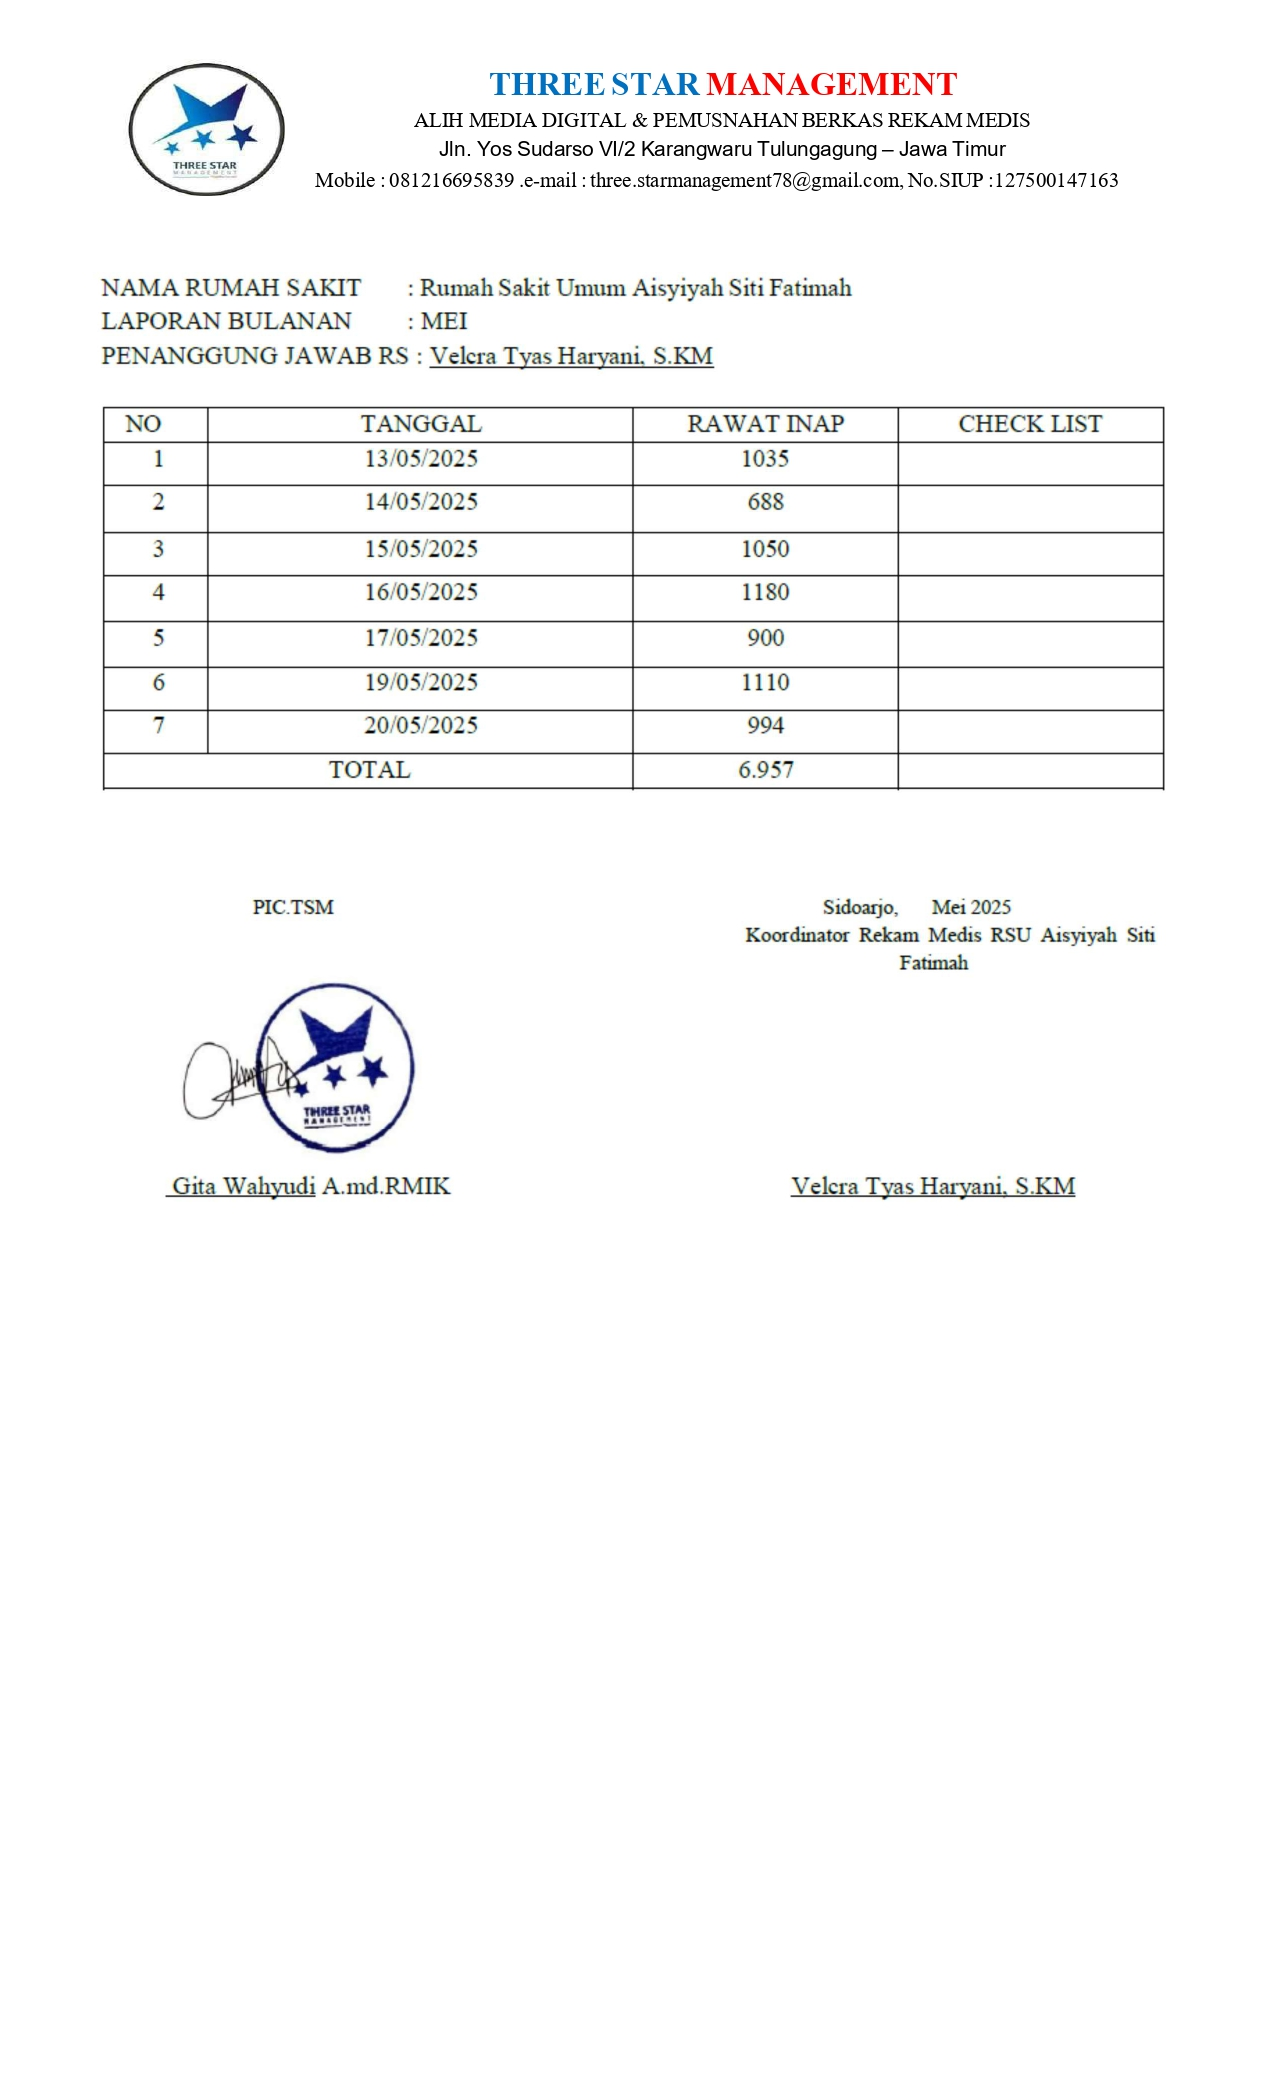 THREE STAR MANAGEMENT
ALIH MEDIA DIGITAL & PEMUSNAHAN BERKAS REKAM MEDIS
Jln. Yos Sudarso VI/2 Karangwaru Tulungagung – Jawa Timur
Mobile : 081216695839 .e-mail : three.starmanagement78@gmail.com, No.SIUP :127500147163
THREE STAR
MANAGEMENT
NAMA RUMAH SAKIT : Rumah Sakit Umum Aisyiyah Siti Fatimah
LAPORAN BULANAN : MEI
PENANGGUNG JAWAB RS : Velcra Tyas Haryani, S.KM
NO TANGGAL RAWAT INAP CHECK LIST
1 13/05/2025 1035
2 14/05/2025 688
3 15/05/2025 1050
4 16/05/2025 1180
5 17/05/2025 900
6 19/05/2025 1110
7 20/05/2025 994
TOTAL 6.957
PIC.TSM
Sidoarjo, Mei 2025
Koordinator Rekam Medis RSU Aisyiyah Siti
Fatimah
THREE STAR
MANAGEMENT
Gita Wahyudi A.md.RMIK
Velcra Tyas Haryani, S.KM